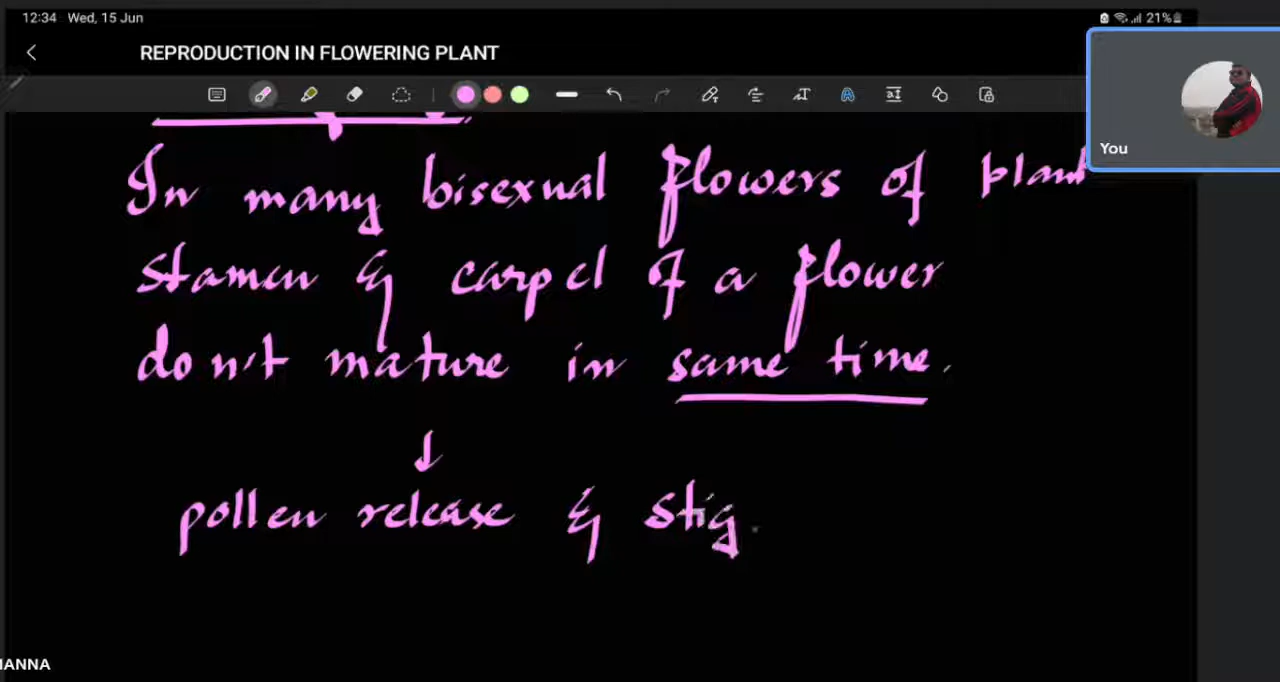 12:34 Wed, 15 Jun
21%
REPRODUCTION IN FLOWERING PLANT
You
In many bisexual flowers of plant
stamen & carpel of a flower
don't mature in same time.
↓
pollen release & stig
IANNA